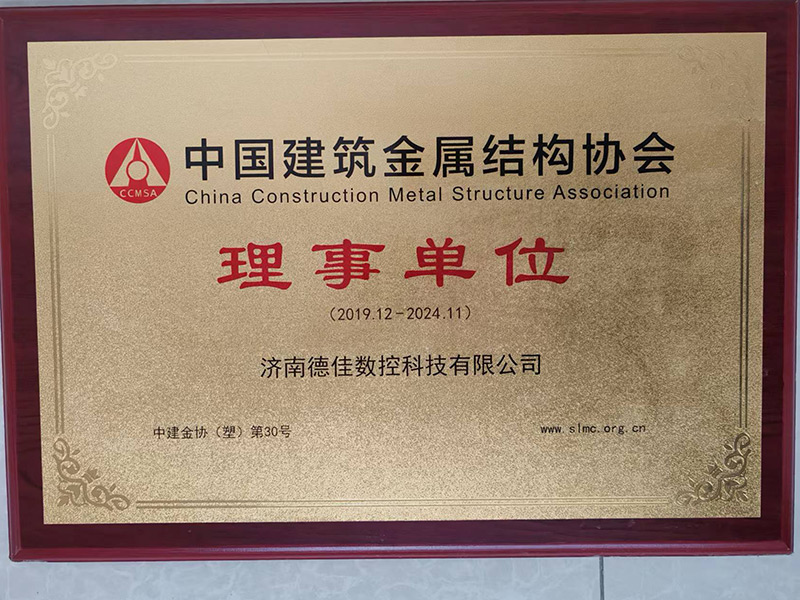 中国建筑金属结构协会
CCMSA
China Construction Metal Structure Association
理事单位
（2019.12-2024.11）
济南德佳数控科技有限公司
中建金协（塑）第30号
www.slmc.org.cn